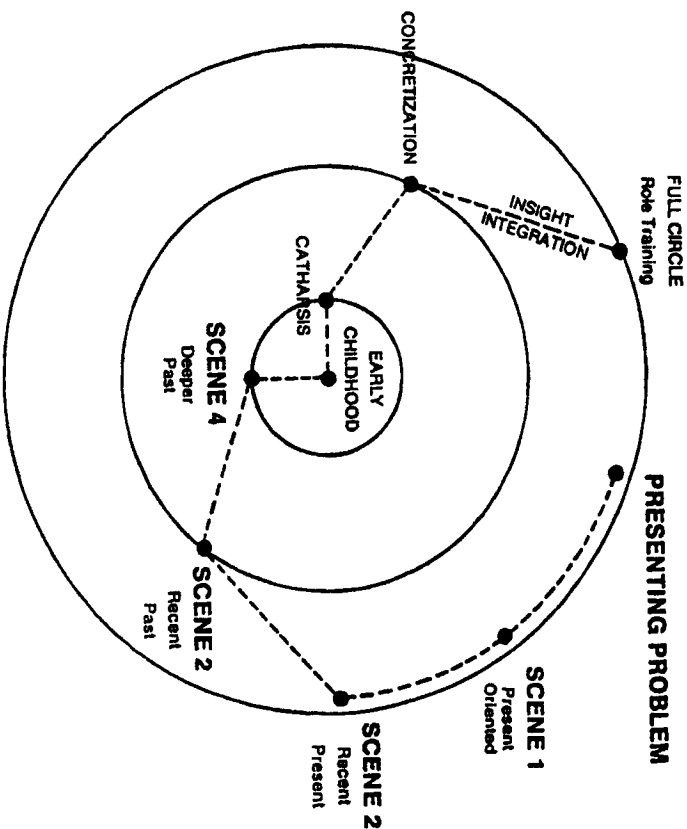 FULL CIRCLE
Role Training
PRESENTING PROBLEM
SCENE 1
Present
Oriented
SCENE 2
Recent
Present
SCENE 2
Recent
Past
SCENE 4
Deeper
Past
EARLY
CHILDHOOD
CATHARSIS
CONCRETIZATION
INSIGHT
INTEGRATION